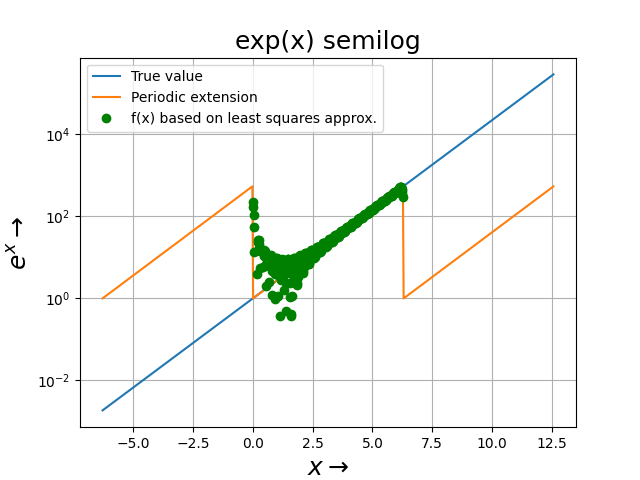 exp(x) semilog
True value
Periodic extension
f(x) based on least squares approx.
e^x →
10^4
10^2
10^0
10^−2
−5.0 −2.5 0.0 2.5 5.0 7.5 10.0 12.5
x →